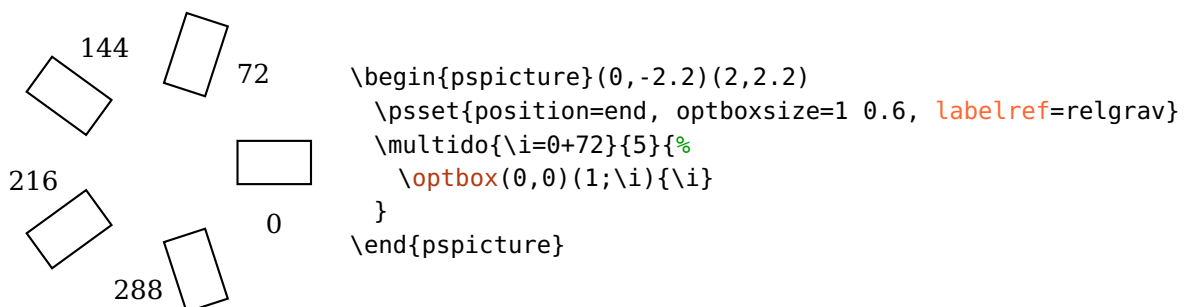 144
72
216
0
288
\begin{pspicture}(0,-2.2)(2,2.2)
  \psset{position=end, optboxsize=1 0.6, labelref=relgrav}
  \multido{\i=0+72}{5}{%
    \optbox(0,0)(1;\i){\i}
  }
\end{pspicture}